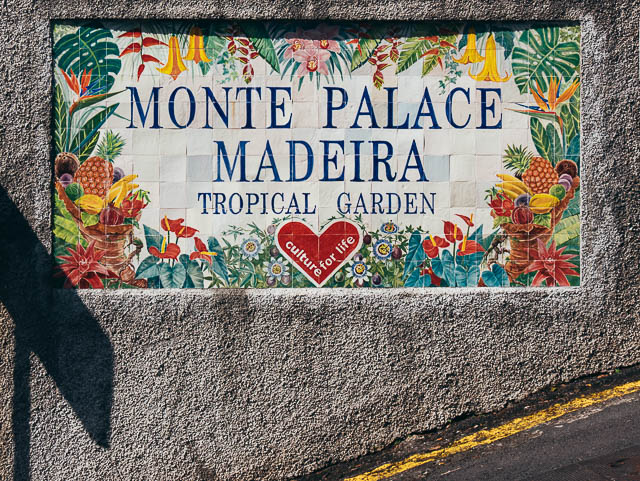 MONTE PALACE
MADEIRA
TROPICAL GARDEN
culture for life